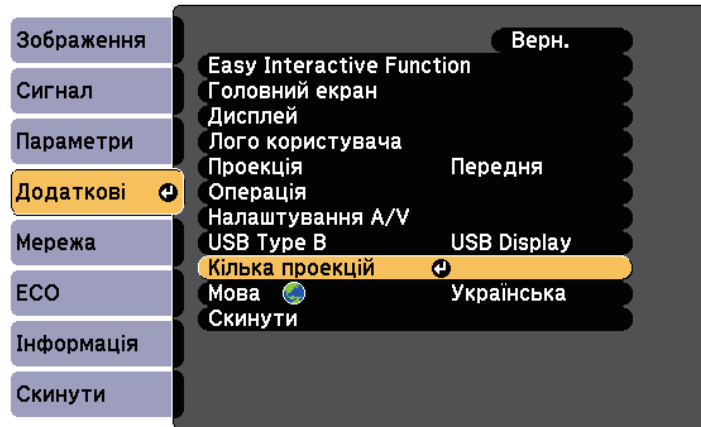 Зображення
Сигнал
Параметри
Додаткові
Мережа
ECO
Інформація
Скинути
Верн.
Easy Interactive Function
Головний екран
Дисплей
Лого користувача
Проекція Передня
Операція
Налаштування A/V
USB Type B USB Display
Кілька проекцій
Мова Українська
Скинути